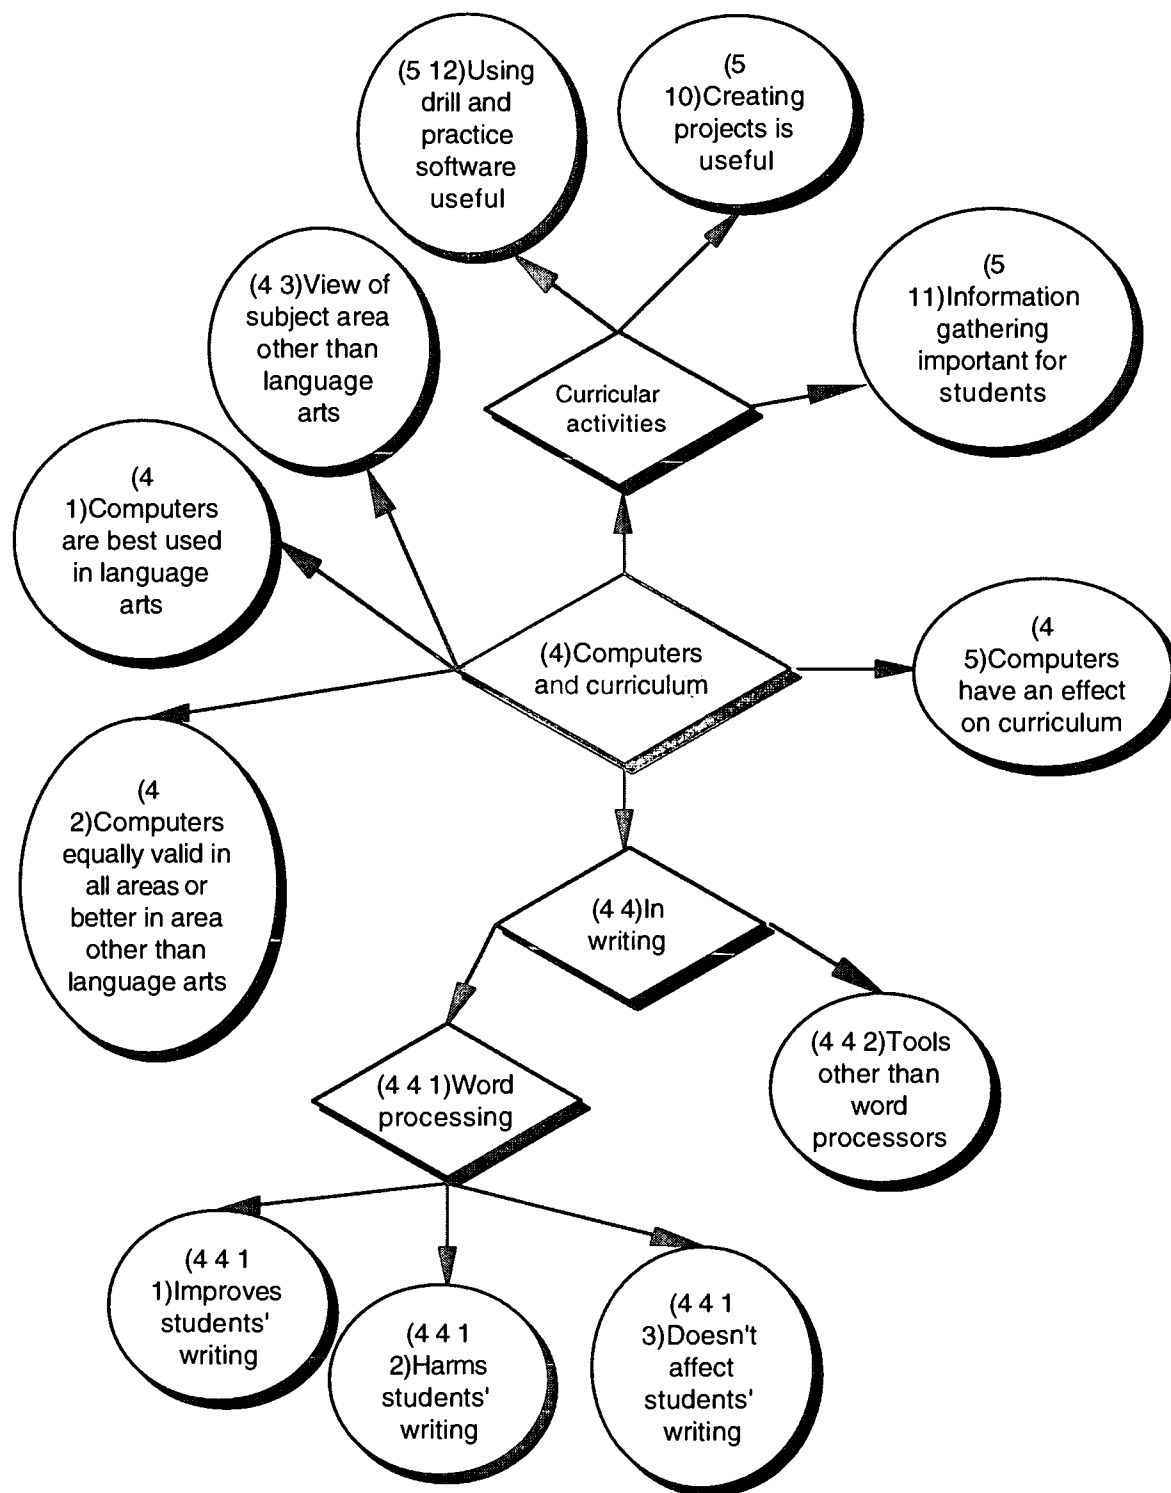 (5 12)Using
drill and
practice
software
useful
(5
10)Creating
projects is
useful
(5
11)Information
gathering
important for
students
(4 3)View of
subject area
other than
language
arts
Curricular
activities
(4
1)Computers
are best used
in language
arts
(4)Computers
and curriculum
(4
5)Computers
have an effect
on curriculum
(4
2)Computers
equally valid in
all areas or
better in area
other than
language arts
(4 4)In
writing
(4 4 1)Word
processing
(4 4 2)Tools
other than
word
processors
(4 4 1
1)Improves
students'
writing
(4 4 1
2)Harms
students'
writing
(4 4 1
3)Doesn't
affect
students'
writing